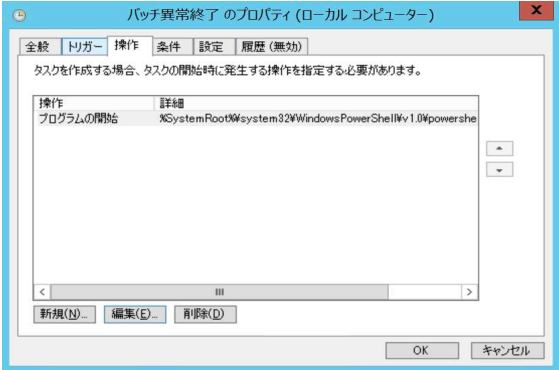 バッチ異常終了 のプロパティ (ローカル コンピューター)
x
全般 トリガー 操作 条件 設定 履歴 (無効)
タスクを作成する場合、タスクの開始時に発生する操作を指定する必要があります。
操作 詳細
プログラムの開始 %SystemRoot%¥system32¥WindowsPowerShell¥v1.0¥powershe
新規(N)... 編集(E)... 削除(D)
OK キャンセル